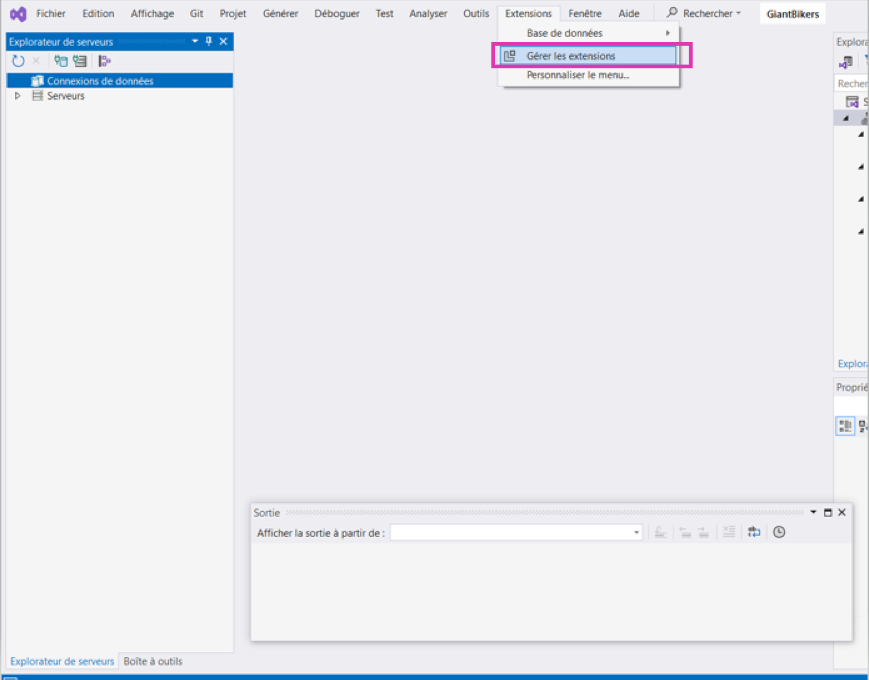 Fichier Edition Affichage Git Projet Générer Déboguer Test Analyser Outils Extensions Fenêtre Aide Rechercher GiantBikers
Base de données
Gérer les extensions
Personnaliser le menu...
Explorateur de serveurs
Connexions de données
Serveurs
Explora
Recher
S
Explora
Proprié
Sortie
Afficher la sortie à partir de :
Explorateur de serveurs Boîte à outils